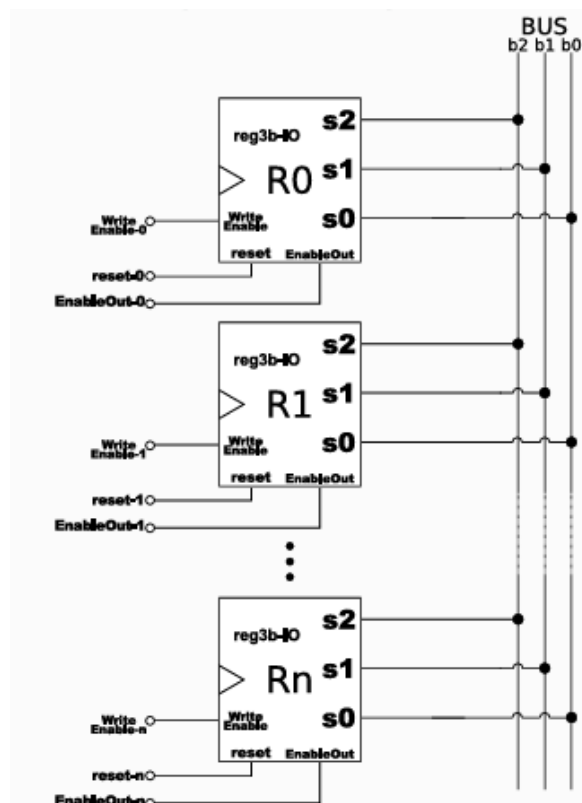 BUS
b2 b1 b0
s2
reg3b-IO
R0
s1
s0
Write
Enable-0
Write
Enable
reset
EnableOut
reset-0
EnableOut-0
s2
reg3b-IO
R1
s1
s0
Write
Enable-1
Write
Enable
reset
EnableOut
reset-1
EnableOut-1
s2
reg3b-IO
Rn
s1
s0
Write
Enable-n
Write
Enable
reset
EnableOut
reset-n
EnableOut-n